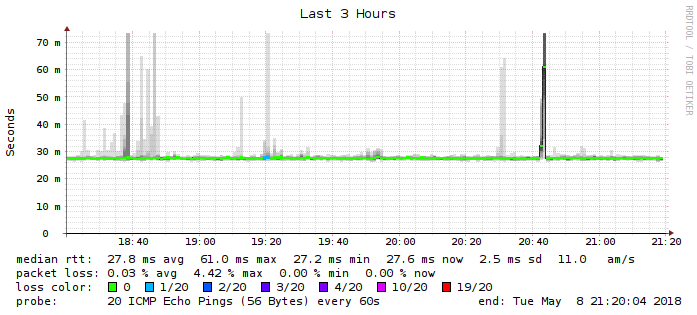 Last 3 Hours
RRDTOOL / TOBI OETIKER
Seconds
70 m
60 m
50 m
40 m
30 m
20 m
10 m
0
18:40 19:00 19:20 19:40 20:00 20:20 20:40 21:00 21:20
median rtt: 27.8 ms avg 61.0 ms max 27.2 ms min 27.6 ms now 2.5 ms sd 11.0 am/s
packet loss: 0.03 % avg 4.42 % max 0.00 % min 0.00 % now
loss color: 0 1/20 2/20 3/20 4/20 10/20 19/20
probe: 20 ICMP Echo Pings (56 Bytes) every 60s end: Tue May 8 21:20:04 2018